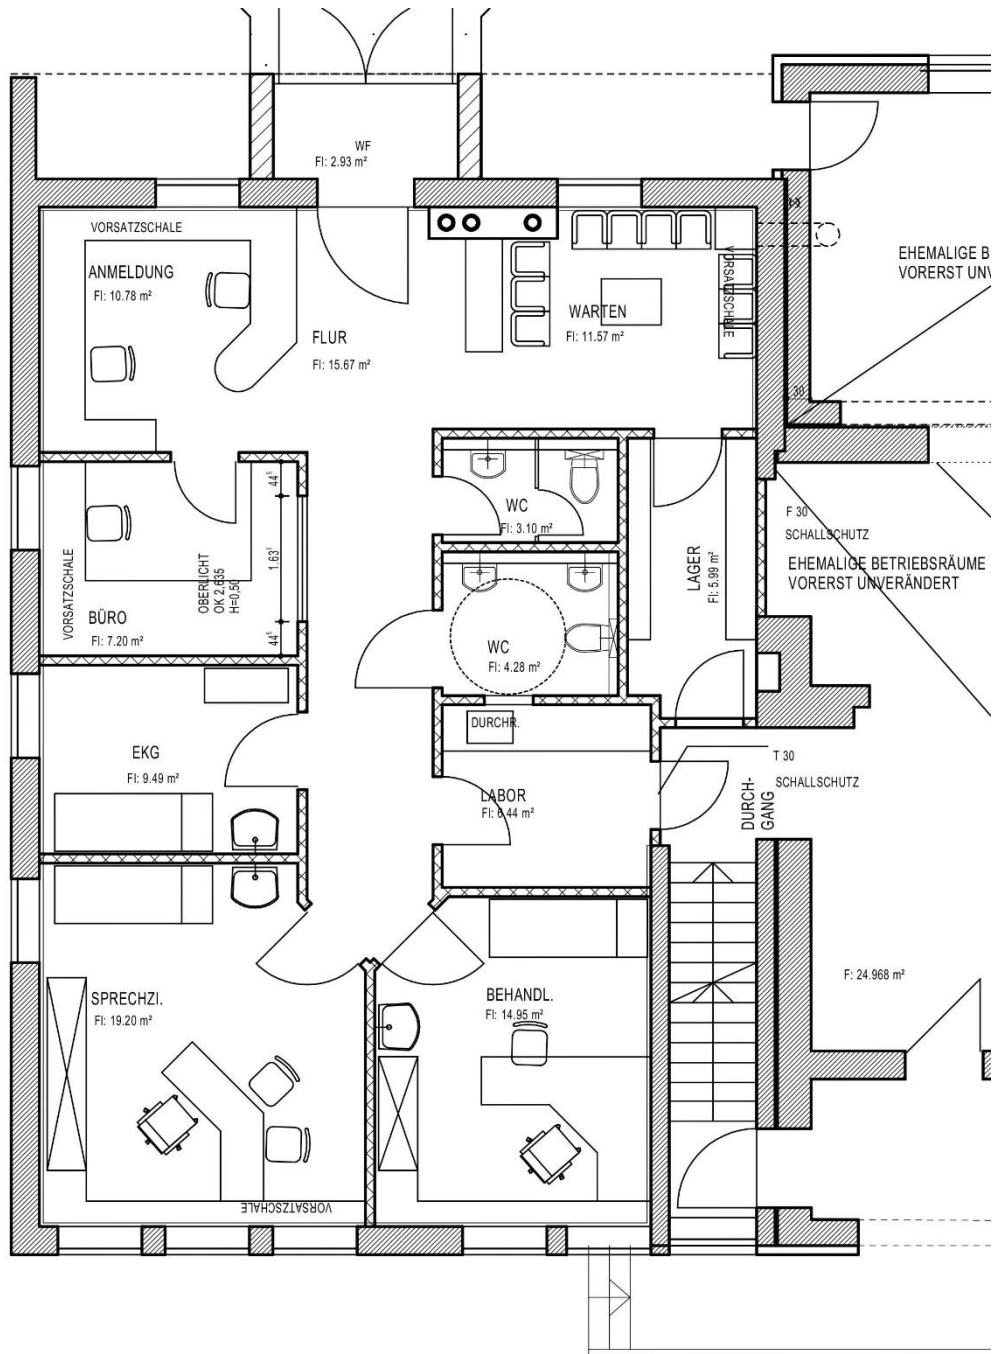 WF
Fl: 2.93 m²
VORSATZSCHALE
ANMELDUNG
Fl: 10.78 m²
FLUR
Fl: 15.67 m²
WARTEN
Fl: 11.57 m²
VORSATZSCHALE
EHEMALIGE B
VORERST UNV
30
44⁵
1.63⁵
44⁵
OBERLICHT
OK 2,635
H=0,50
VORSATZSCHALE
BÜRO
Fl: 7.20 m²
WC
Fl: 3.10 m²
WC
Fl: 4.28 m²
LAGER
Fl: 5.99 m²
F 30
SCHALLSCHUTZ
EHEMALIGE BETRIEBSRÄUME
VORERST UNVERÄNDERT
EKG
Fl: 9.49 m²
DURCHR.
LABOR
Fl: 6.44 m²
T 30
SCHALLSCHUTZ
DURCH-
GANG
SPRECHZI.
Fl: 19.20 m²
BEHANDL.
Fl: 14.95 m²
F: 24.968 m²
VORSATZSCHALE